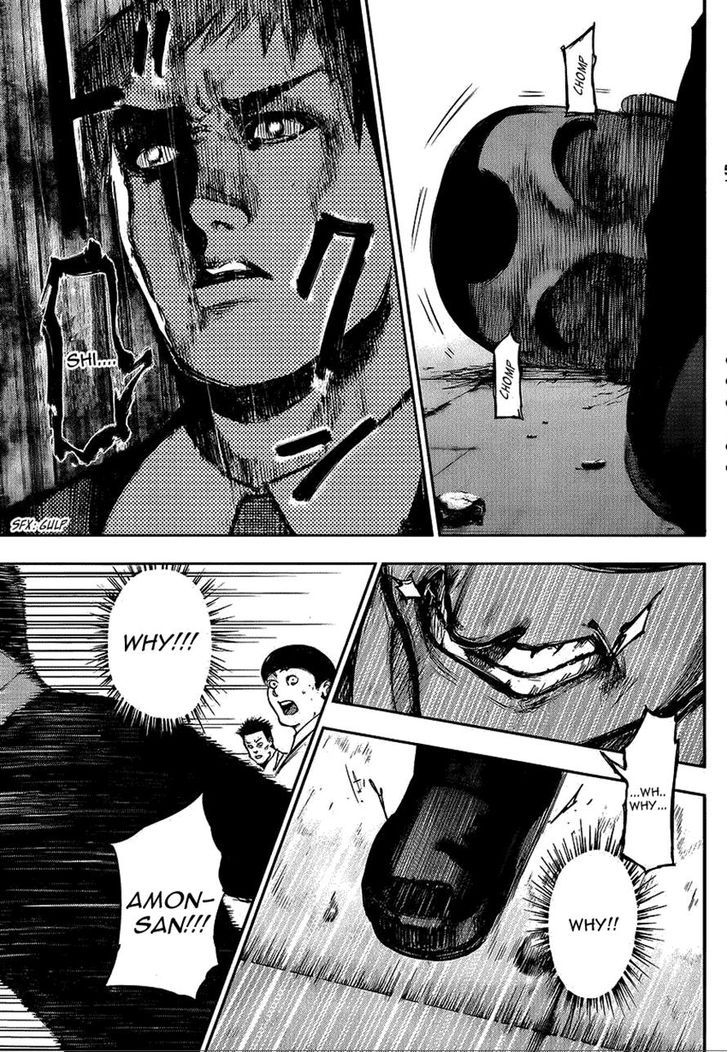 CHOMP
CHOMP
SHI....
SFX: GULP
...WH..
WHY...
WHY!!
WHY!!!
AMON-
SAN!!!